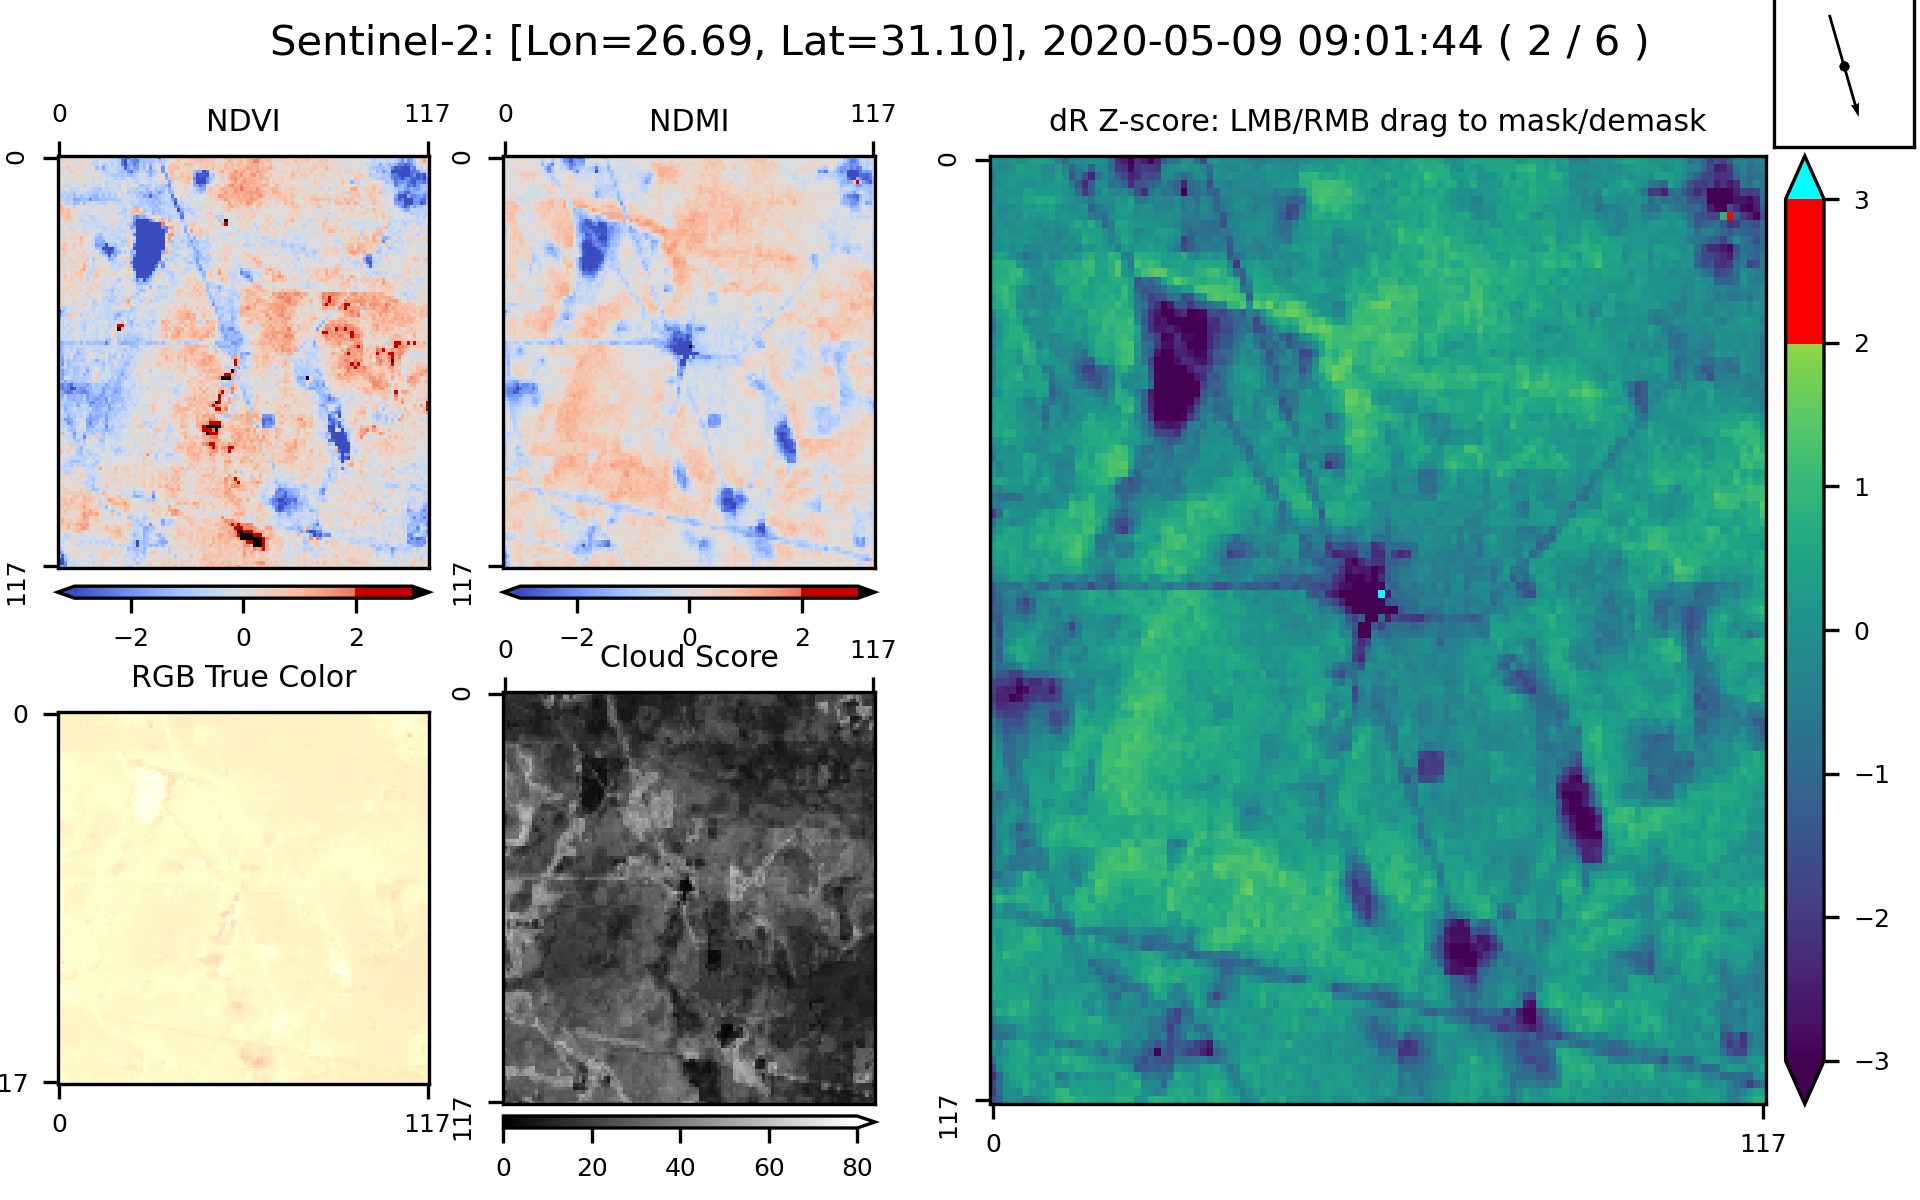 Sentinel-2: [Lon=26.69, Lat=31.10], 2020-05-09 09:01:44 ( 2 / 6 )
0 NDVI 117
0
117
−2 0 2
0 NDMI 117
0
117
−2 0 2
dR Z-score: LMB/RMB drag to mask/demask
0
117
0 117
3
2
1
0
−1
−2
−3
RGB True Color
0
17
0 117
0 Cloud Score 117
0
117
0 20 40 60 80